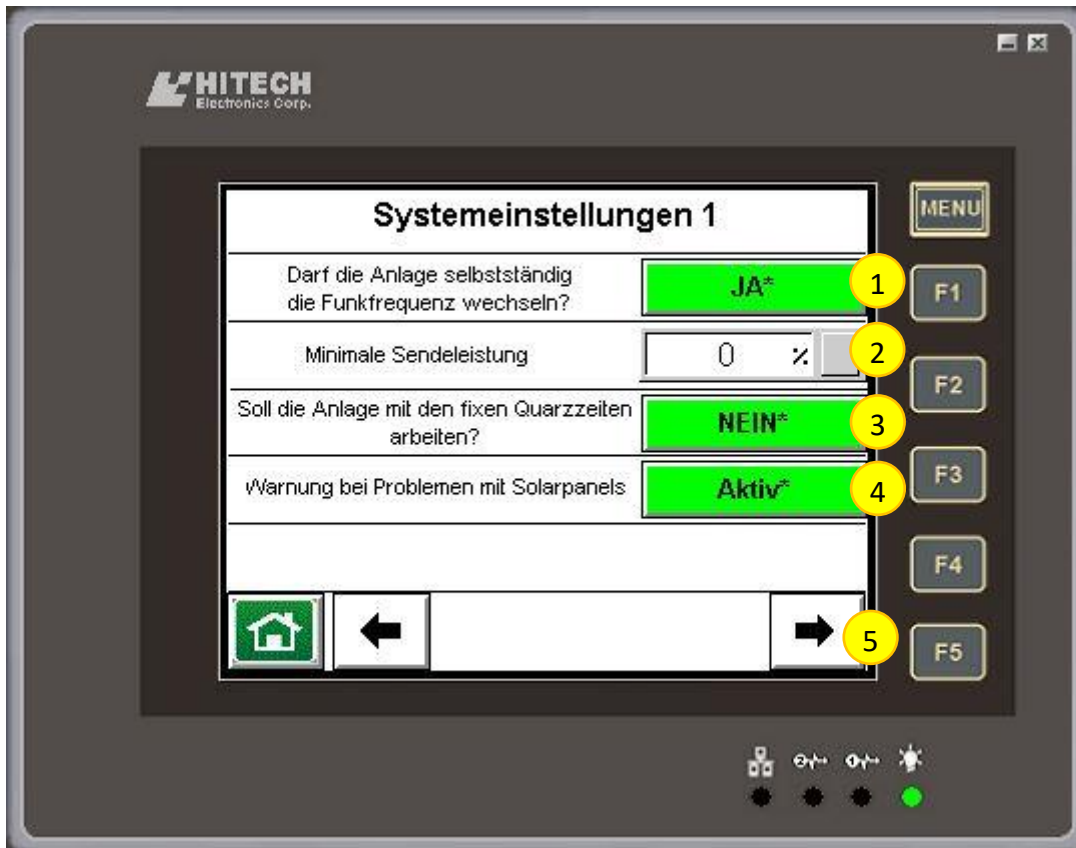 HITECH
Electronics Corp.
Systemeinstellungen 1
MENU
Darf die Anlage selbstständig
die Funkfrequenz wechseln?
JA*
1
F1
Minimale Sendeleistung
0 %
2
F2
Soll die Anlage mit den fixen Quarzzeiten
arbeiten?
NEIN*
3
Warnung bei Problemen mit Solarpanels
Aktiv*
4
F3
F4
5
F5
2
1